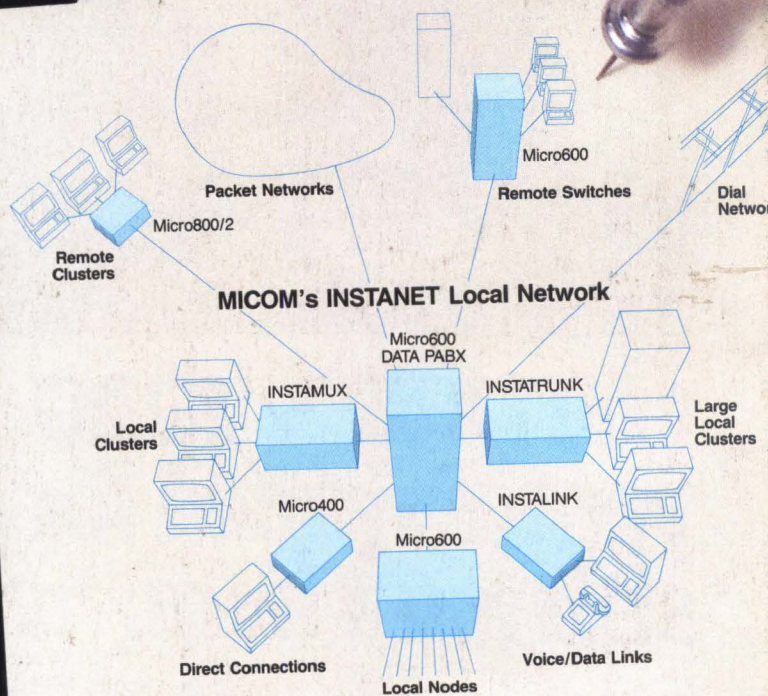 Micro600
Packet Networks
Remote Switches
Dial
Micro800/2
Remote
Clusters
MICOM's INSTANET Local Network
Micro600
DATA PABX
INSTAMUX
INSTATRUNK
Local
Clusters
Large
Local
Clusters
Micro400
INSTALINK
Micro600
Direct Connections
Voice/Data Links
Local Nodes